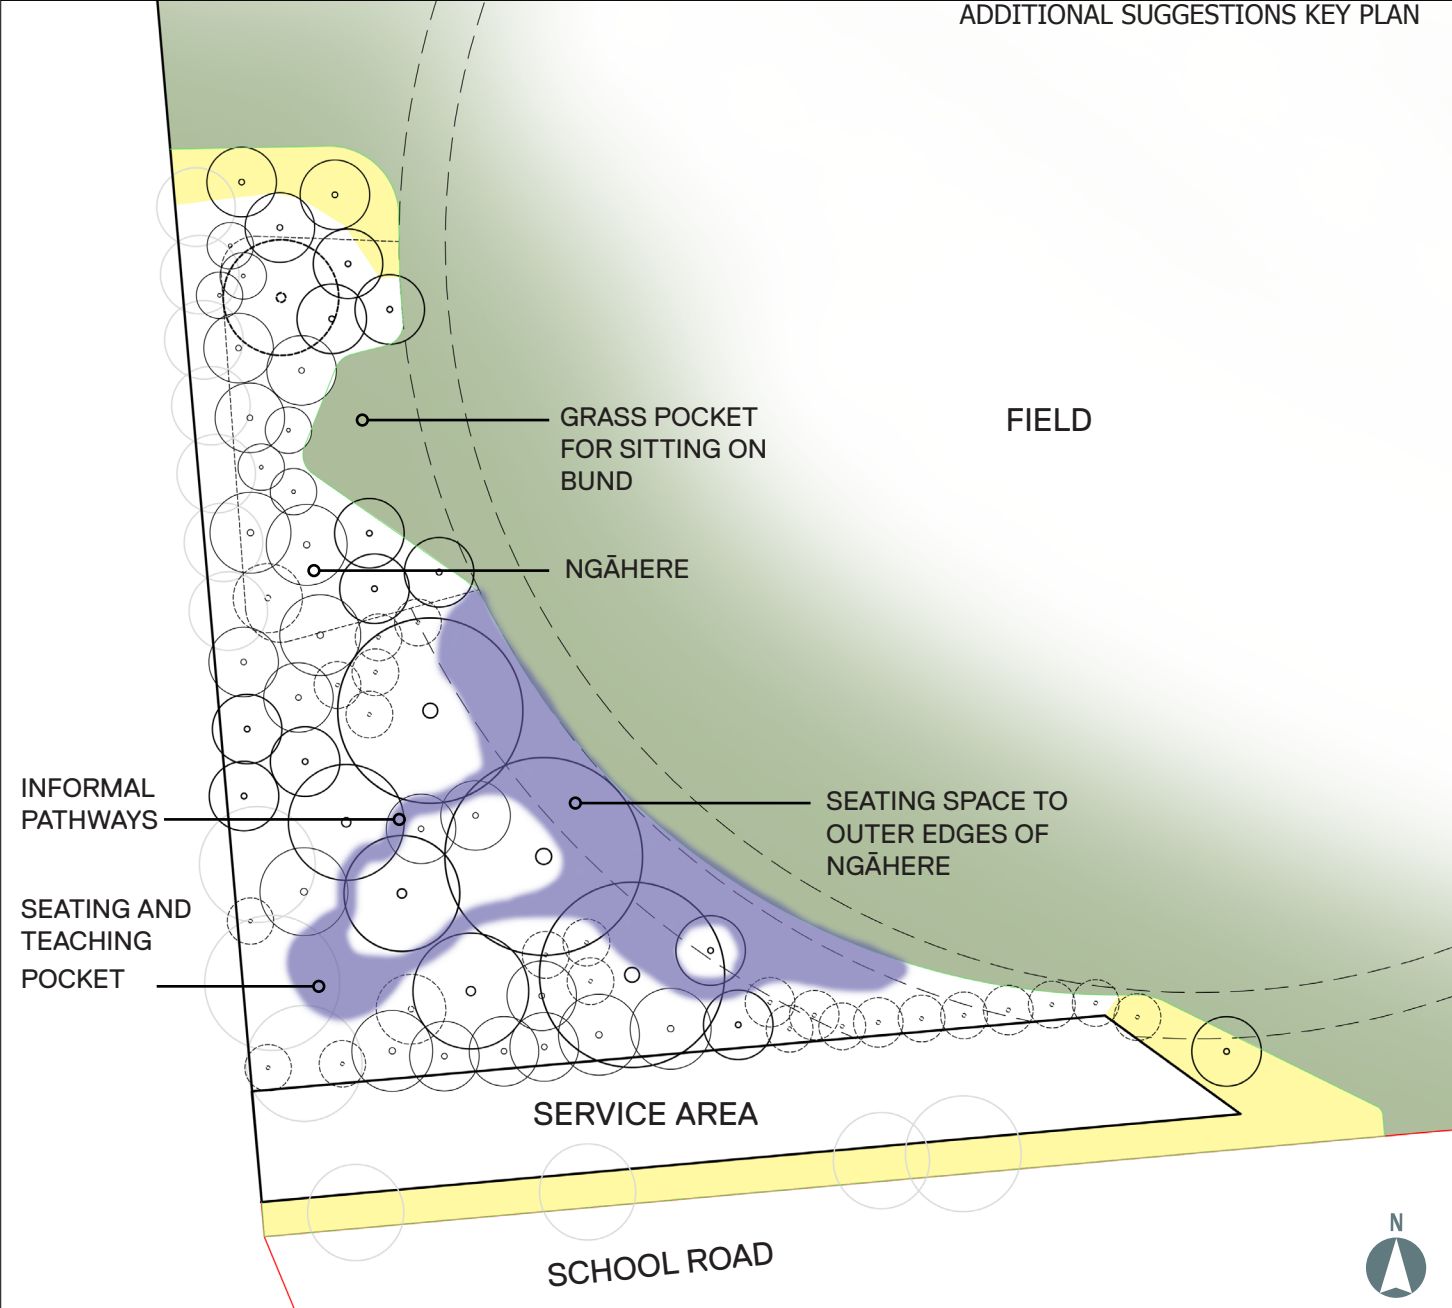 ADDITIONAL SUGGESTIONS KEY PLAN
GRASS POCKET
FOR SITTING ON
BUND
FIELD
NGĀHERE
INFORMAL
PATHWAYS
SEATING SPACE TO
OUTER EDGES OF
NGĀHERE
SEATING AND
TEACHING
POCKET
SERVICE AREA
SCHOOL ROAD
N